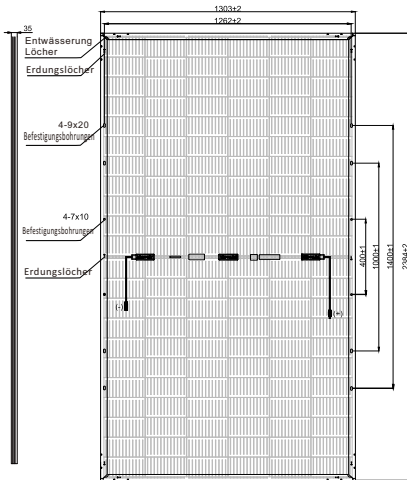 1303±2
1262±2
35
Entwässerung
Löcher
Erdungslöcher
4-9x20
Befestigungsbohrungen
4-7x10
Befestigungsbohrungen
Erdungslöcher
400±1
1000±1
1400±1
2384±2
(-)
(+)